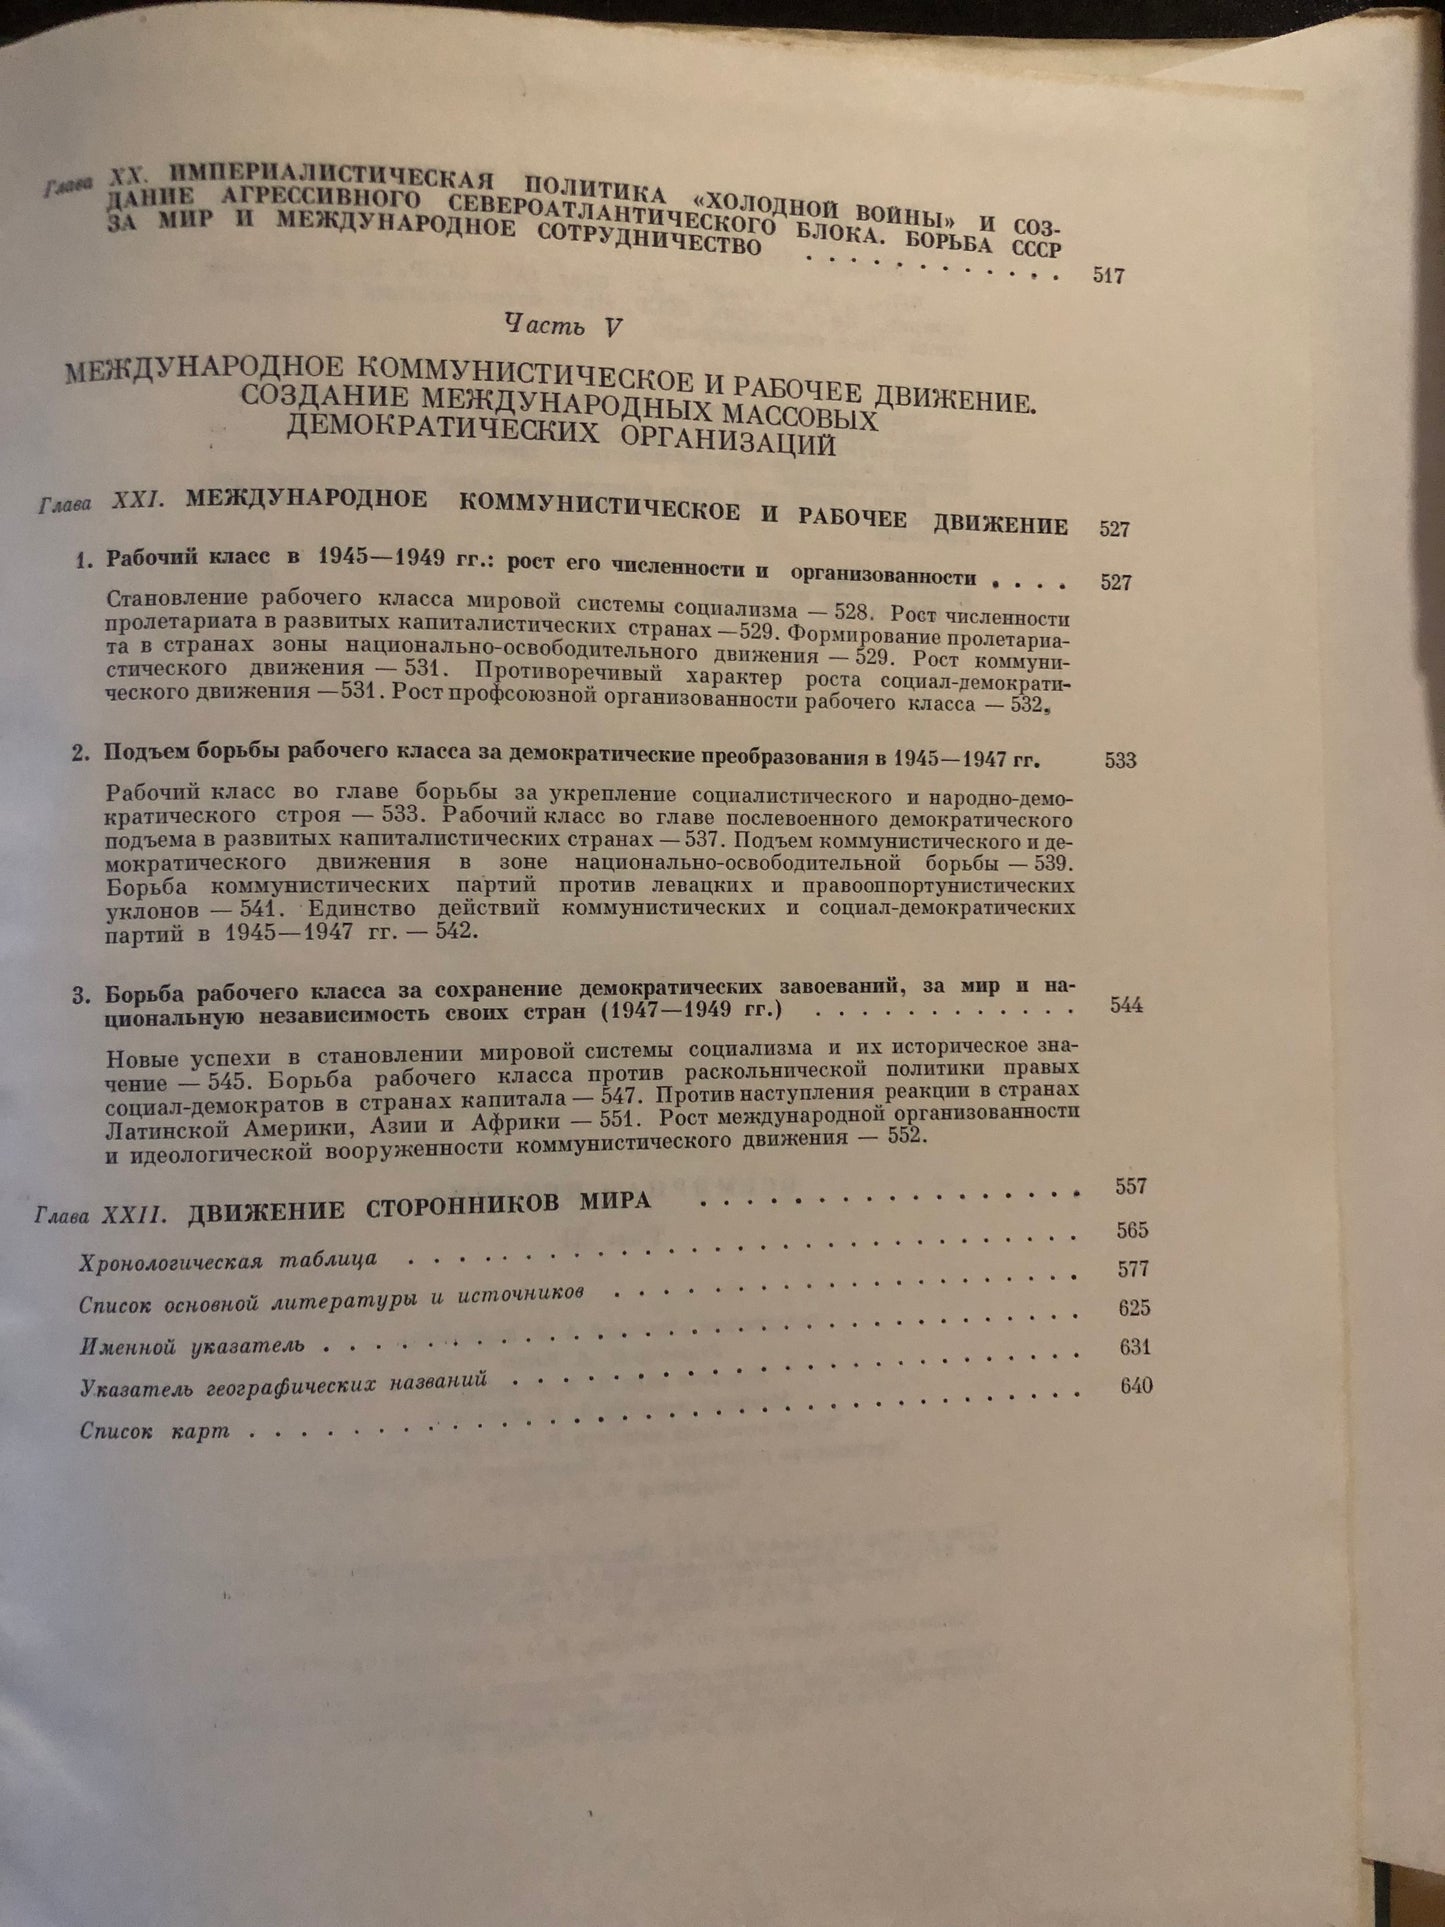 Глава XX. ИМПЕРИАЛИСТИЧЕСКАЯ ПОЛИТИКА «ХОЛОДНОЙ ВОЙНЫ» И СОЗ-
ДАНИЕ АГРЕССИВНОГО СЕВЕРОАТЛАНТИЧЕСКОГО БЛОКА. БОРЬБА СССР
ЗА МИР И МЕЖДУНАРОДНОЕ СОТРУДНИЧЕСТВО . . . . . . . . . . . . 517
Часть V
МЕЖДУНАРОДНОЕ КОММУНИСТИЧЕСКОЕ И РАБОЧЕЕ ДВИЖЕНИЕ.
СОЗДАНИЕ МЕЖДУНАРОДНЫХ МАССОВЫХ
ДЕМОКРАТИЧЕСКИХ ОРГАНИЗАЦИЙ
Глава XXI. МЕЖДУНАРОДНОЕ КОММУНИСТИЧЕСКОЕ И РАБОЧЕЕ ДВИЖЕНИЕ 527
1. Рабочий класс в 1945—1949 гг.: рост его численности и организованности . . . . 527
Становление рабочего класса мировой системы социализма — 528. Рост численности
пролетариата в развитых капиталистических странах — 529. Формирование пролетариа-
та в странах зоны национально-освободительного движения — 529. Рост коммуни-
стического движения — 531. Противоречивый характер роста социал-демократи-
ческого движения — 531. Рост профсоюзной организованности рабочего класса — 532.
2. Подъем борьбы рабочего класса за демократические преобразования в 1945—1947 гг. 533
Рабочий класс во главе борьбы за укрепление социалистического и народно-демо-
кратического строя — 533. Рабочий класс во главе послевоенного демократического
подъема в развитых капиталистических странах — 537. Подъем коммунистического и де-
мократического движения в зоне национально-освободительной борьбы — 539.
Борьба коммунистических партий против левацких и правооппортунистических
уклонов — 541. Единство действий коммунистических и социал-демократических
партий в 1945—1947 гг. — 542.
3. Борьба рабочего класса за сохранение демократических завоеваний, за мир и на-
циональную независимость своих стран (1947—1949 гг.) . . . . . . . . . . . . 544
Новые успехи в становлении мировой системы социализма и их историческое зна-
чение — 545. Борьба рабочего класса против раскольнической политики правых
социал-демократов в странах капитала — 547. Против наступления реакции в странах
Латинской Америки, Азии и Африки — 551. Рост международной организованности
и идеологической вооруженности коммунистического движения — 552.
Глава XXII. ДВИЖЕНИЕ СТОРОННИКОВ МИРА . . . . . . . . . . . . . . . . 557
Хронологическая таблица . . . . . . . . . . . . . . . . . . . . . . . . . . . 565
Список основной литературы и источников . . . . . . . . . . . . . . . . . . . 577
Именной указатель . . . . . . . . . . . . . . . . . . . . . . . . . . . . . . 625
Указатель географических названий . . . . . . . . . . . . . . . . . . . . . . . 631
Список карт . . . . . . . . . . . . . . . . . . . . . . . . . . . . . . . . . 640